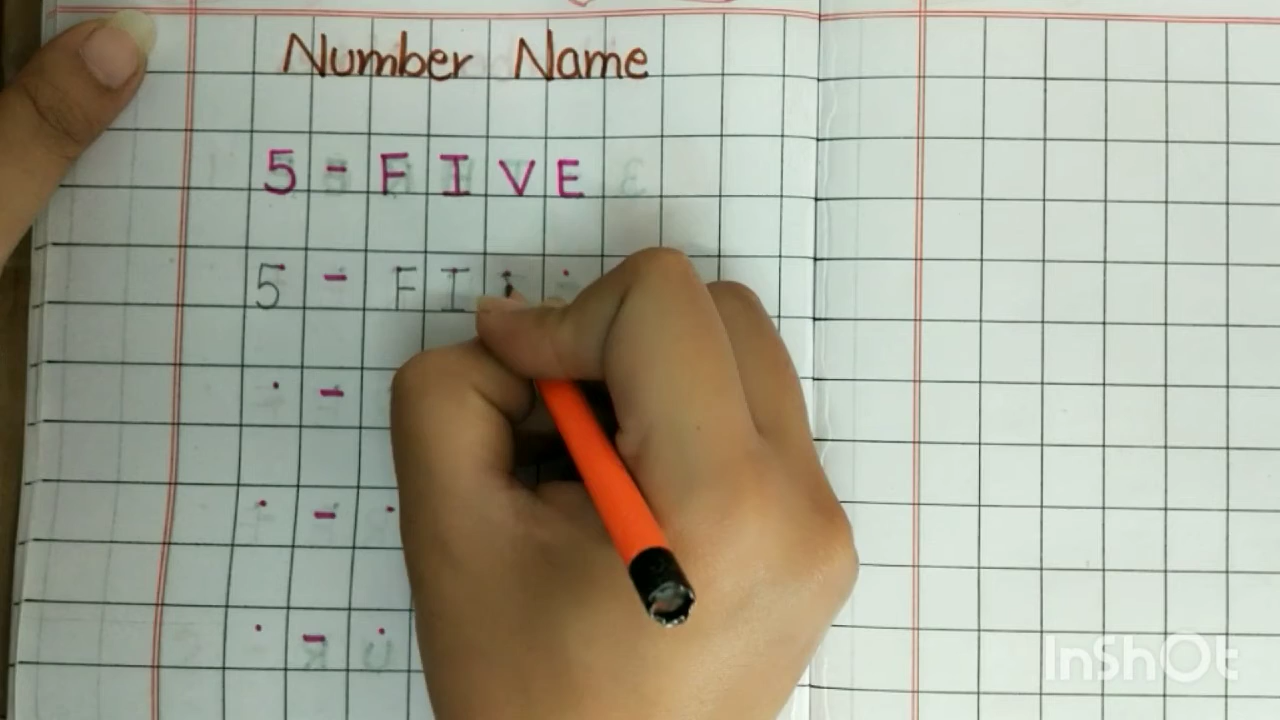 Number Name
5 - FIVE
5 - FI
-
-
-
InShOt